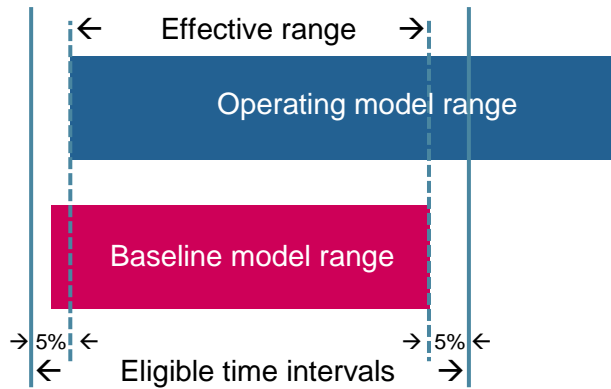 ← Effective range →
Operating model range
Baseline model range
→ 5% ← → 5% ←
← Eligible time intervals →